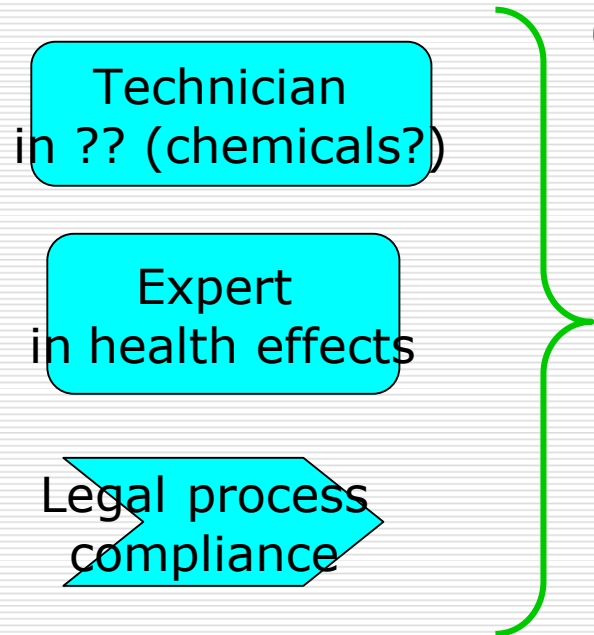 Technician
in ?? (chemicals?)
Expert
in health effects
Legal process
compliance